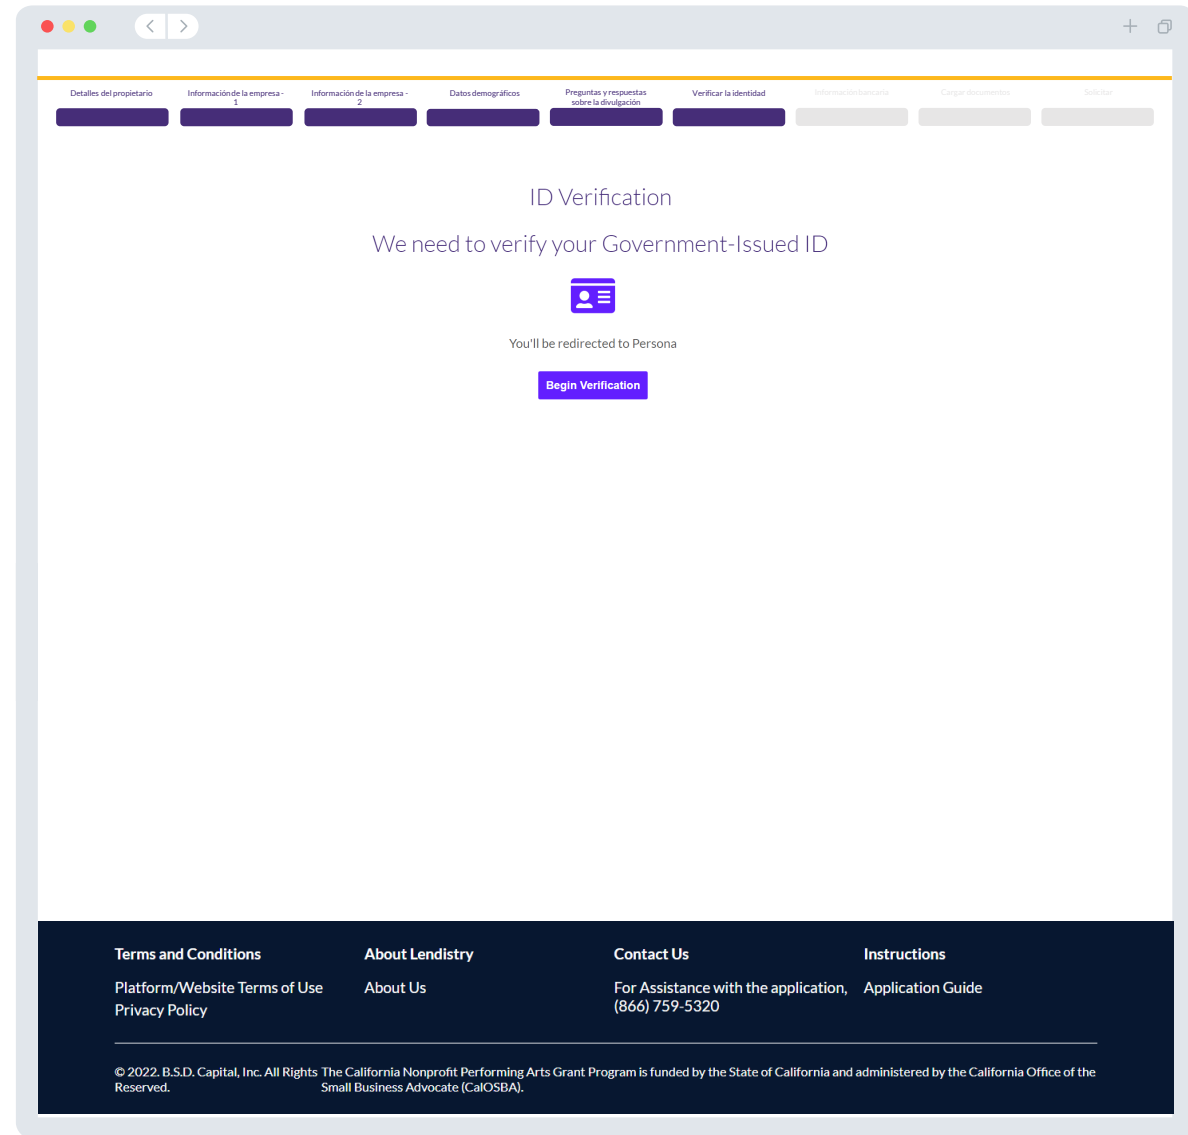 Detalles del propietario
Información de la empresa -
1
Información de la empresa -
2
Datos demográficos
Preguntas y respuestas
sobre la divulgación
Verificar la identidad
Información bancaria
Cargar documentos
Solicitar
ID Verification
We need to verify your Government-Issued ID
You'll be redirected to Persona
Begin Verification
Terms and Conditions
Platform/Website Terms of Use
Privacy Policy
About Lendistry
About Us
Contact Us
For Assistance with the application,
(866) 759-5320
Instructions
Application Guide
© 2022. B.S.D. Capital, Inc. All Rights
Reserved.
The California Nonprofit Performing Arts Grant Program is funded by the State of California and administered by the California Office of the
Small Business Advocate (CalOSBA).